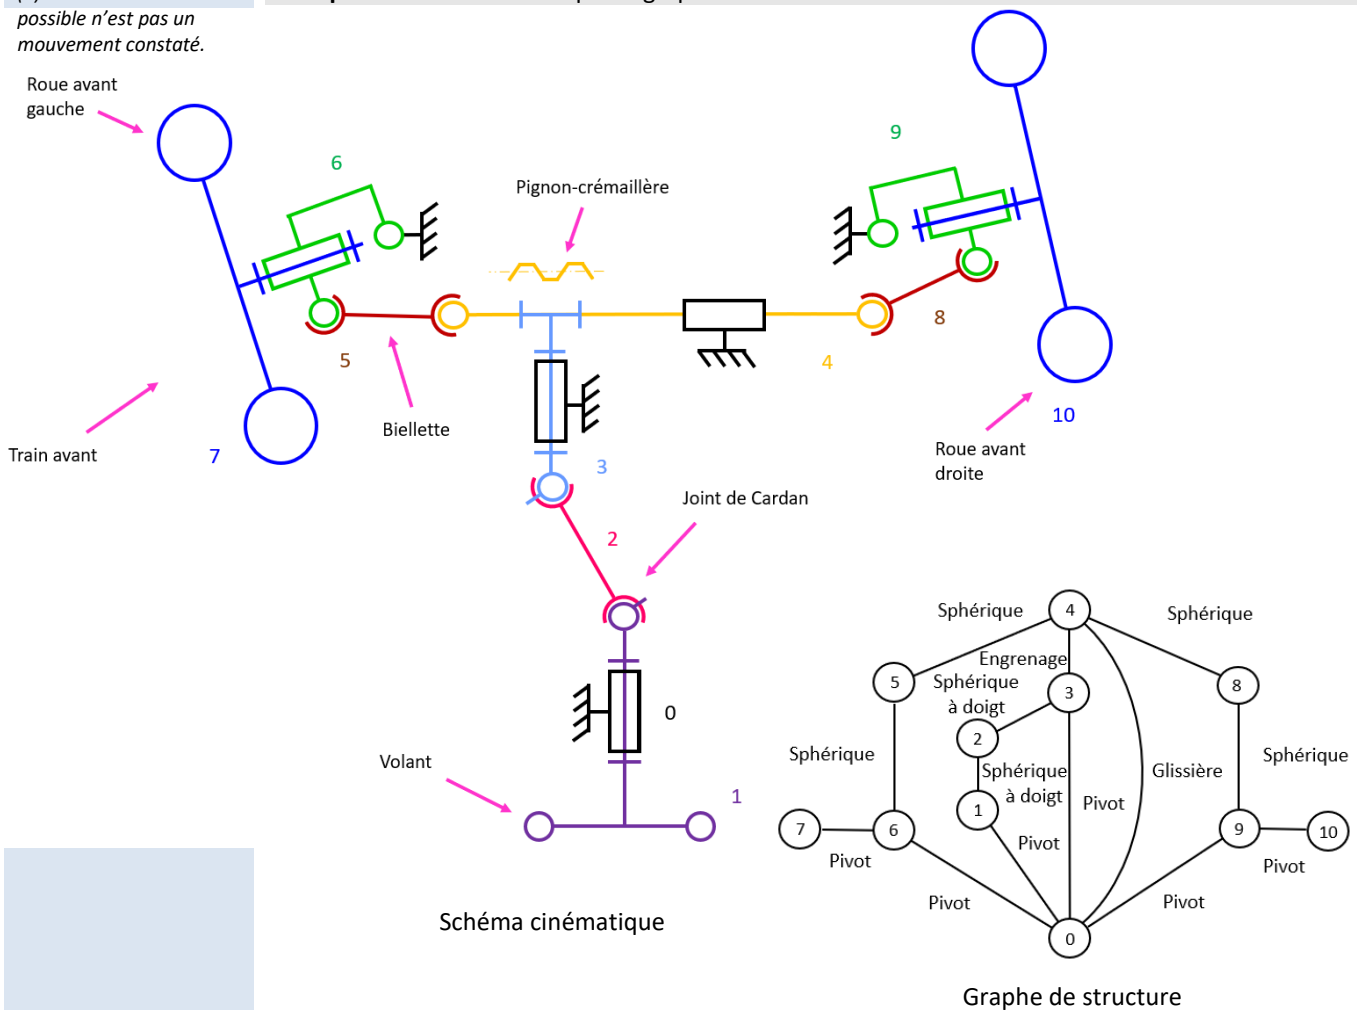 possible n’est pas un
mouvement constaté.
Roue avant
gauche
6
9
Pignon-crémaillère
5
8
4
10
Biellette
Roue avant
droite
Train avant
7
3
Joint de Cardan
2
0
Volant
1
Schéma cinématique
Sphérique
4
Sphérique
Engrenage
5
Sphérique
à doigt
3
8
2
Sphérique
Sphérique
à doigt
Glissière
Sphérique
1
Pivot
7
6
Pivot
9
10
Pivot
Pivot
Pivot
Pivot
0
Graphe de structure